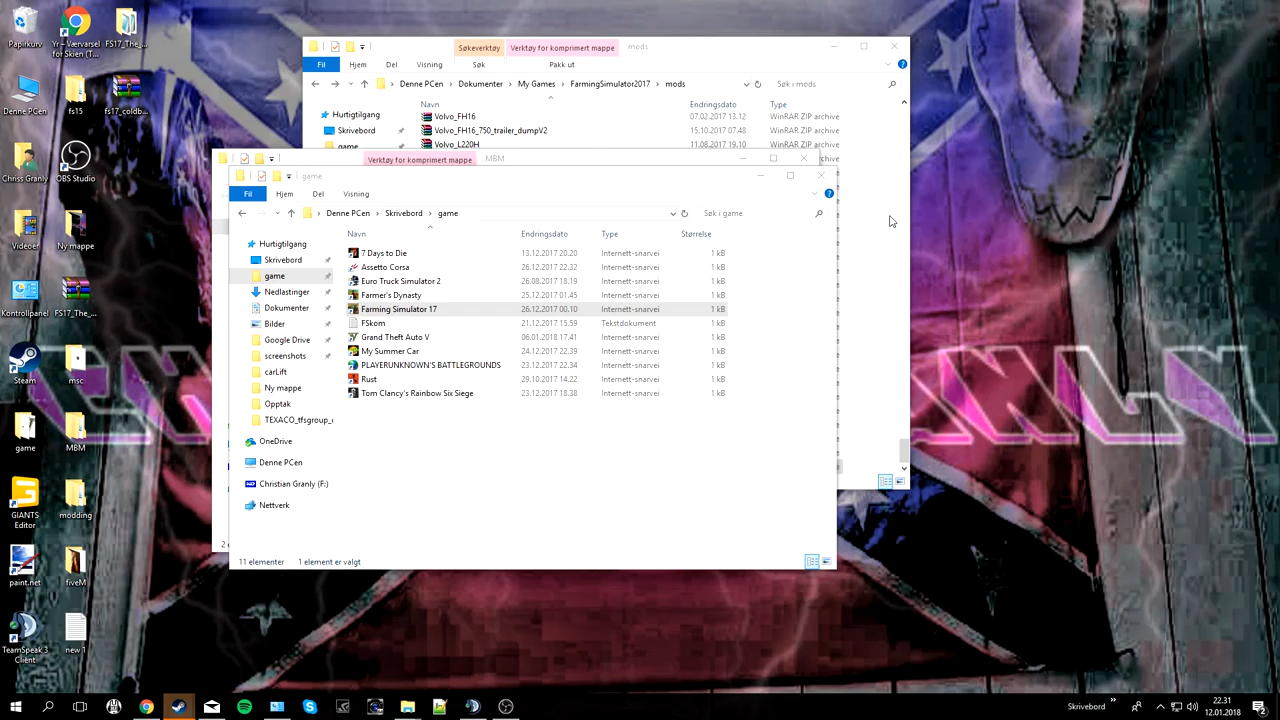 Papirkurv
Yr – Værvarsel
for Skien (T...
FS17_The_...
Denne PCen
fs15
fs17_coldb...
Chriss Granly
OBS Studio
Videoer
Ny mappe
Kontrollpanel
FS17_The_...
Steam
msc
game
MBM
GIANTS
Editor
modding
paint.net
fiveM
TeamSpeak 3
Client
new 1
Søkeverktøy
Verktøy for komprimert mappe
mods
Fil
Hjem
Del
Visning
Søk
Pakk ut
Denne PCen
Dokumenter
My Games
FarmingSimulator2017
mods
Søk i mods
Navn
Endringsdato
Type
Hurtigtilgang
Skrivebord
game
Volvo_FH16 07.02.2017 13.12 WinRAR ZIP archive
Volvo_FH16_750_trailer_dumpV2 15.10.2017 07.48 WinRAR ZIP archive
Volvo_L220H 11.08.2017 19.10 WinRAR ZIP archive
Verktøy for komprimert mappe
MBM
game
Fil
Hjem
Del
Visning
Denne PCen
Skrivebord
game
Søk i game
Navn
Endringsdato
Type
Størrelse
Hurtigtilgang
Skrivebord
game
Nedlastinger
Dokumenter
Bilder
Google Drive
screenshots
carLift
Ny mappe
Opptak
TEXACO_tfsgroup_
OneDrive
Denne PCen
Christian Granly (F:)
Nettverk
7 Days to Die 13.12.2017 20.20 Internett-snarvei 1 kB
Assetto Corsa 26.12.2017 22.32 Internett-snarvei 1 kB
Euro Truck Simulator 2 26.08.2017 18.19 Internett-snarvei 1 kB
Farmer's Dynasty 25.12.2017 01.45 Internett-snarvei 1 kB
Farming Simulator 17 26.12.2017 00.10 Internett-snarvei 1 kB
FSkom 21.12.2017 15.59 Tekstdokument 1 kB
Grand Theft Auto V 06.01.2018 17.41 Internett-snarvei 1 kB
My Summer Car 24.12.2017 22.39 Internett-snarvei 1 kB
PLAYERUNKNOWN'S BATTLEGROUNDS 23.12.2017 22.34 Internett-snarvei 1 kB
Rust 29.10.2017 14.22 Internett-snarvei 1 kB
Tom Clancy's Rainbow Six Siege 23.12.2017 18.38 Internett-snarvei 1 kB
11 elementer
1 element er valgt
Skrivebord
22.31
12.01.2018
2